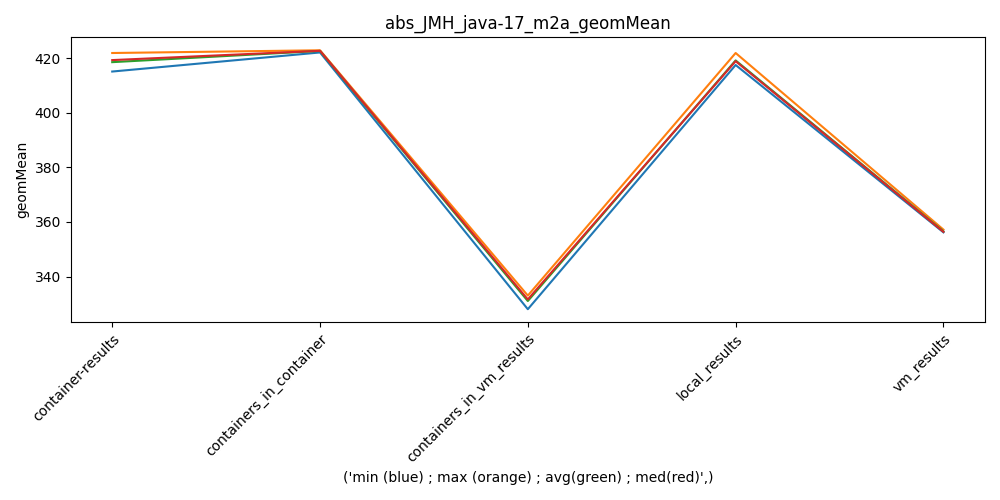 abs_JMH_java-17_m2a_geomMean
geomMean
420
400
380
360
340
container-results
containers_in_container
containers_in_vm_results
local_results
vm_results
('min (blue) ; max (orange) ; avg(green) ; med(red)',)